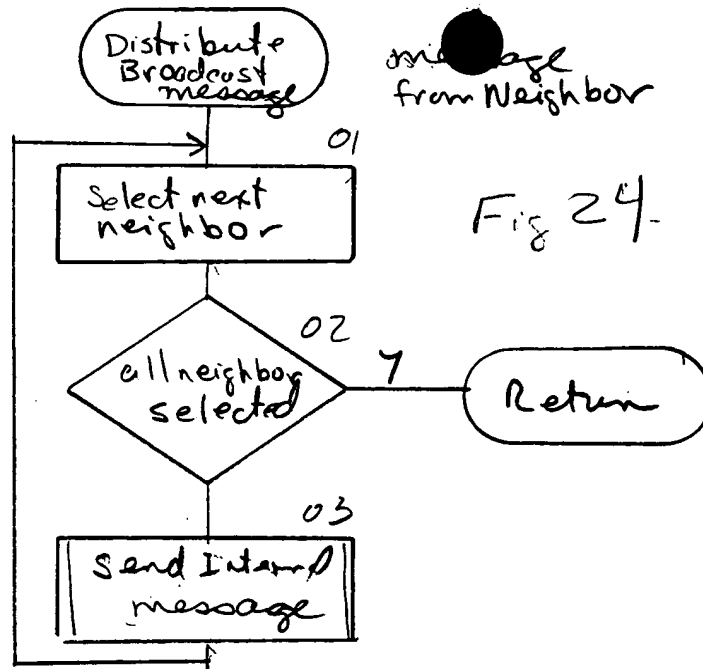 Distribute
Broadcast
message
from Neighbor
01
Select next
neighbor
Fig 24.
02
all neighbor
selected
Y
Return
03
Send Internal
message